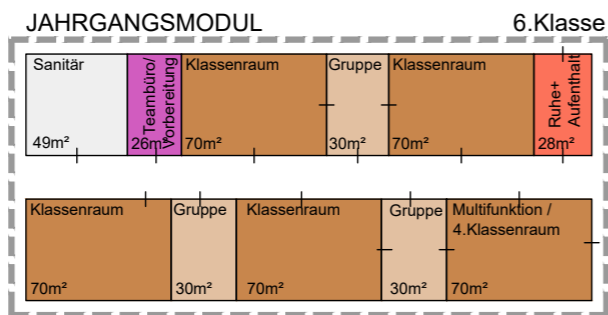 JAHRGANGSMODUL 6.Klasse
Sanitär
49m²
Teambüro/
Vorbereitung
26m²
Klassenraum
70m²
Gruppe
30m²
Klassenraum
70m²
Ruhe+
Aufenthalt
28m²
Klassenraum
70m²
Gruppe
30m²
Klassenraum
70m²
Gruppe
30m²
Multifunktion /
4.Klassenraum
70m²